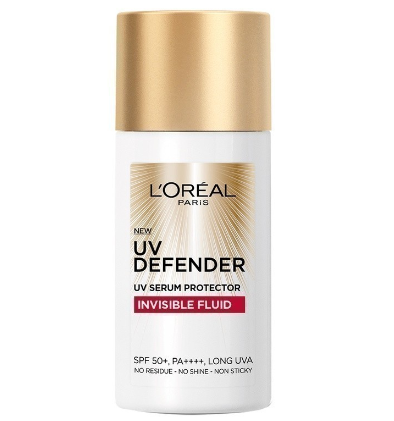 L'ORÉAL
PARIS
NEW
UV
DEFENDER
UV SERUM PROTECTOR
INVISIBLE FLUID
SPF 50+, PA++++, LONG UVA
NO RESIDUE - NO SHINE - NON STICKY